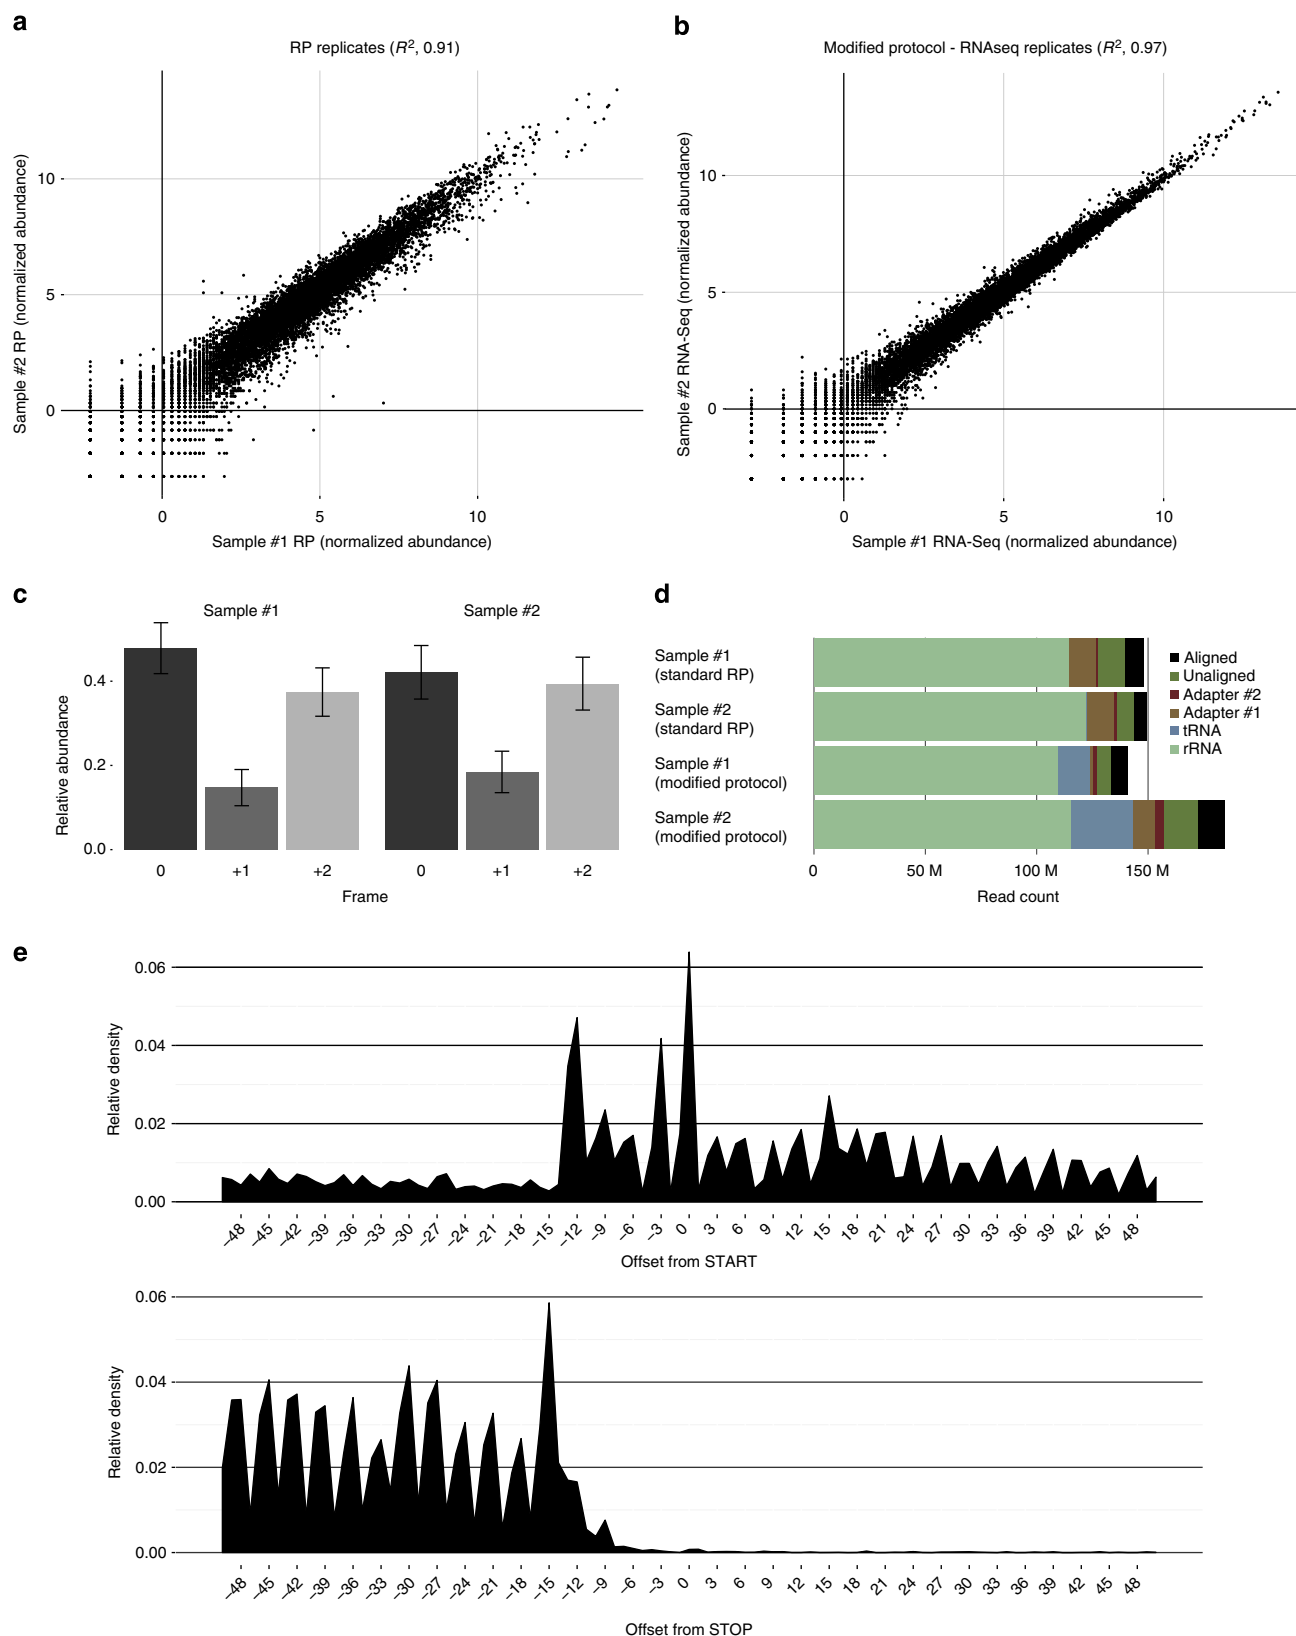 a
RP replicates (R², 0.91)
Sample #2 RP (normalized abundance)
10
5
0
0 5 10
Sample #1 RP (normalized abundance)
b
Modified protocol - RNAseq replicates (R², 0.97)
Sample #2 RNA-Seq (normalized abundance)
10
5
0
0 5 10
Sample #1 RNA-Seq (normalized abundance)
c
Sample #1 Sample #2
Relative abundance
0.4
0.2
0.0
0 +1 +2 0 +1 +2
Frame
d
Sample #1
(standard RP)
Sample #2
(standard RP)
Sample #1
(modified protocol)
Sample #2
(modified protocol)
Aligned
Unaligned
Adapter #2
Adapter #1
tRNA
rRNA
0 50 M 100 M 150 M
Read count
e
Relative density
0.06
0.04
0.02
0.00
–48 –45 –42 –39 –36 –33 –30 –27 –24 –21 –18 –15 –12 –9 –6 –3 0 3 6 9 12 15 18 21 24 27 30 33 36 39 42 45 48
Offset from START
Relative density
0.06
0.04
0.02
0.00
–48 –45 –42 –39 –36 –33 –30 –27 –24 –21 –18 –15 –12 –9 –6 –3 0 3 6 9 12 15 18 21 24 27 30 33 36 39 42 45 48
Offset from STOP